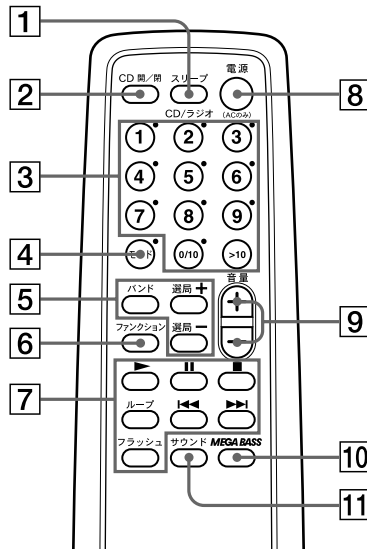 1
CD 開/閉 スリープ 電源
2 8
CD/ラジオ (ACのみ)
1 2 3
3
4 5 6
7 8 9
4 モード 0/10 >10
音量
5 バンド 選局 +
+
9
6 ファンクション 選局 −
−
7
ループ
フラッシュ サウンド MEGA BASS
10
11